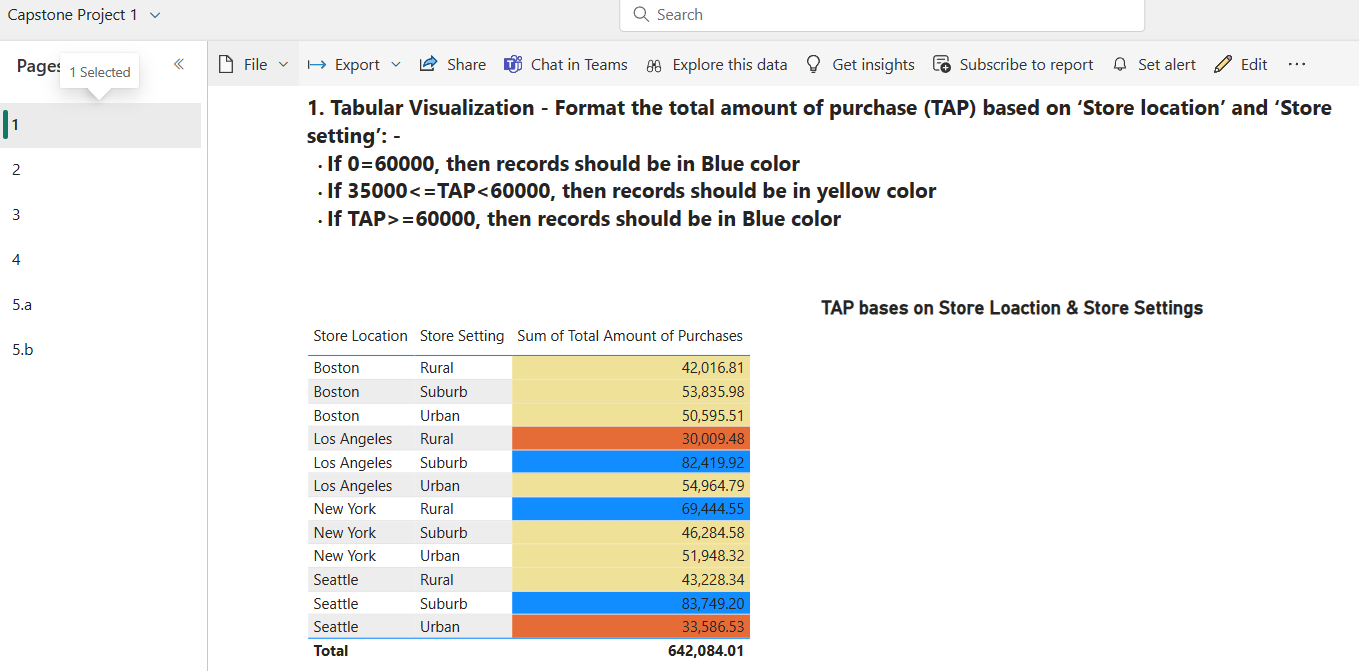 Capstone Project 1
Search
Pages
1 Selected
File Export Share Chat in Teams Explore this data Get insights Subscribe to report Set alert Edit ...
1
2
3
4
5.a
5.b
1. Tabular Visualization - Format the total amount of purchase (TAP) based on ‘Store location’ and ‘Store
setting’: -
· If 0=60000, then records should be in Blue color
· If 35000<=TAP<60000, then records should be in yellow color
· If TAP>=60000, then records should be in Blue color
TAP bases on Store Loaction & Store Settings
Store Location Store Setting Sum of Total Amount of Purchases
Boston Rural 42,016.81
Boston Suburb 53,835.98
Boston Urban 50,595.51
Los Angeles Rural 30,009.48
Los Angeles Suburb 82,419.92
Los Angeles Urban 54,964.79
New York Rural 69,444.55
New York Suburb 46,284.58
New York Urban 51,948.32
Seattle Rural 43,228.34
Seattle Suburb 83,749.20
Seattle Urban 33,586.53
Total 642,084.01